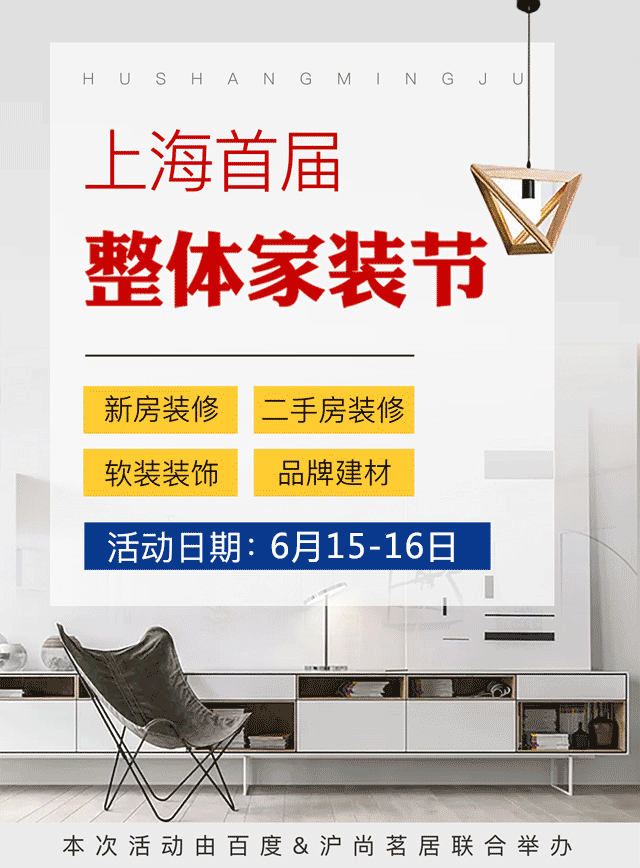 HUSHANGMINGJU
上海首届
整体家装节
新房装修 二手房装修
软装装饰 品牌建材
活动日期：6月15-16日
本次活动由百度&沪尚茗居联合举办